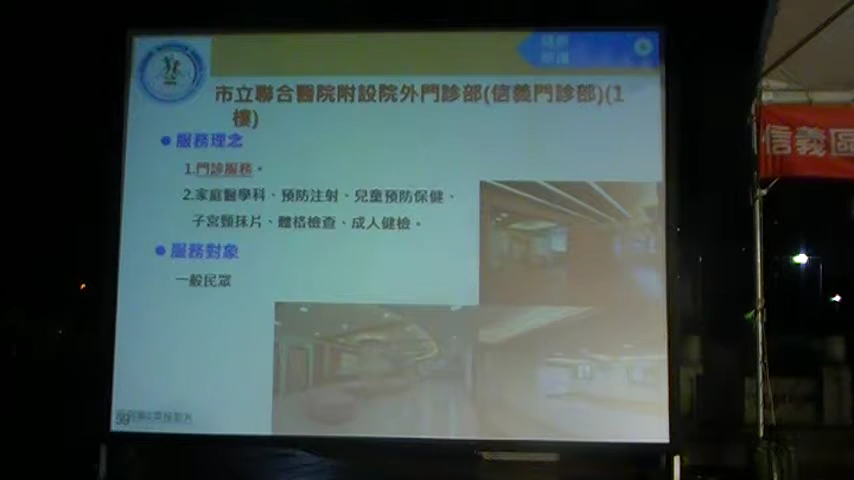 市立聯合醫院附設院外門診部(信義門診部)(1
樓)
服務理念
1.門診服務。
2.家庭醫學科、預防注射、兒童預防保健、
子宮頸抹片、體格檢查、成人健檢。
服務對象
一般民眾
信義區